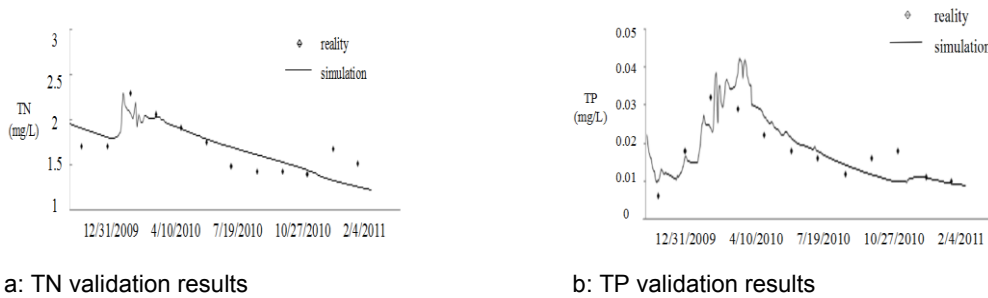 3
2.5
TN
(mg/L)
2
1.5
1
reality
simulation
12/31/2009 4/10/2010 7/19/2010 10/27/2010 2/4/2011
a: TN validation results
0.05
0.04
TP
(mg/L)
0.03
0.02
0.01
0
reality
simulation
12/31/2009 4/10/2010 7/19/2010 10/27/2010 2/4/2011
b: TP validation results